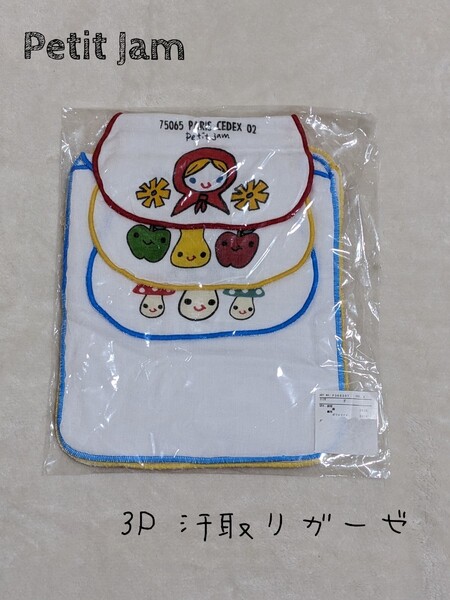 Petit Jam
75065 PARIS CEDEX 02
Petit jam
3P 汗取りガーゼ